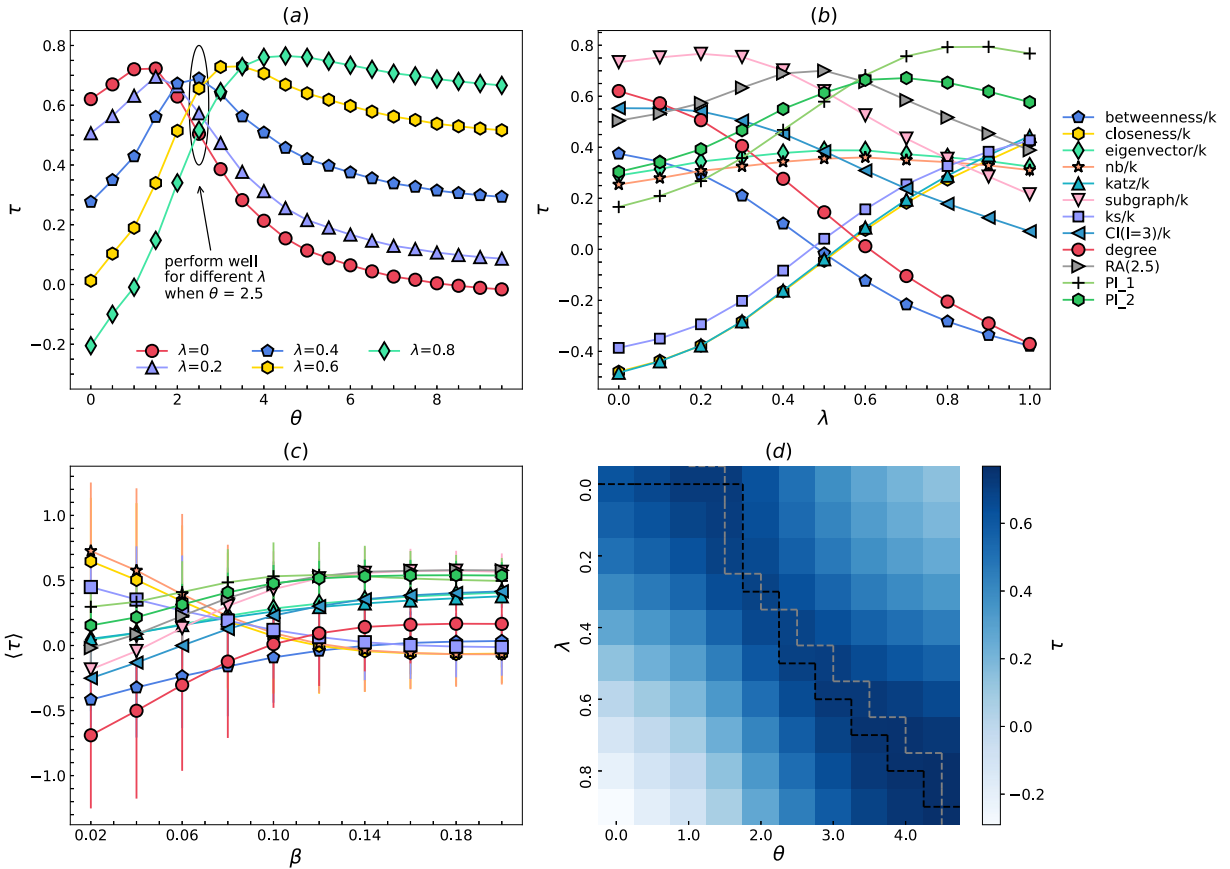 (a)
τ
0.8
0.6
0.4
0.2
0.0
−0.2
perform well
for different λ
when θ = 2.5
λ=0
λ=0.2
λ=0.4
λ=0.6
λ=0.8
0 2 4 6 8
θ
(b)
τ
0.8
0.6
0.4
0.2
0.0
−0.2
−0.4
0.0 0.2 0.4 0.6 0.8 1.0
λ
betweenness/k
closeness/k
eigenvector/k
nb/k
katz/k
subgraph/k
ks/k
CI(l=3)/k
degree
RA(2.5)
PI_1
PI_2
(c)
⟨τ⟩
1.0
0.5
0.0
−0.5
−1.0
0.02 0.06 0.10 0.14 0.18
β
(d)
λ
0.0
0.2
0.4
0.6
0.8
0.0 1.0 2.0 3.0 4.0
θ
0.6
0.4
0.2
0.0
−0.2
τ